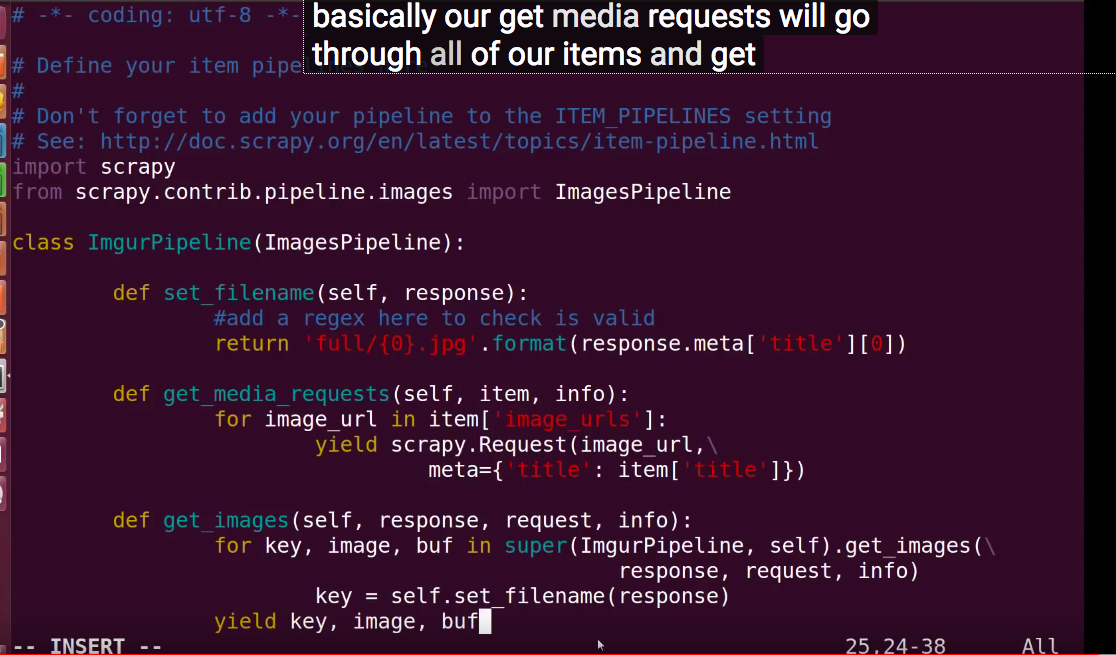 # -*- coding: utf-8 -*-
basically our get media requests will go
through all of our items and get
# Define your item pipe
#
# Don't forget to add your pipeline to the ITEM_PIPELINES setting
# See: http://doc.scrapy.org/en/latest/topics/item-pipeline.html
import scrapy
from scrapy.contrib.pipeline.images import ImagesPipeline
class ImgurPipeline(ImagesPipeline):
def set_filename(self, response):
#add a regex here to check is valid
return 'full/{0}.jpg'.format(response.meta['title'][0])
def get_media_requests(self, item, info):
for image_url in item['image_urls']:
yield scrapy.Request(image_url,\
meta={'title': item['title']})
def get_images(self, response, request, info):
for key, image, buf in super(ImgurPipeline, self).get_images(\
response, request, info)
key = self.set_filename(response)
yield key, image, buf
-- INSERT -- 25,24-38 All